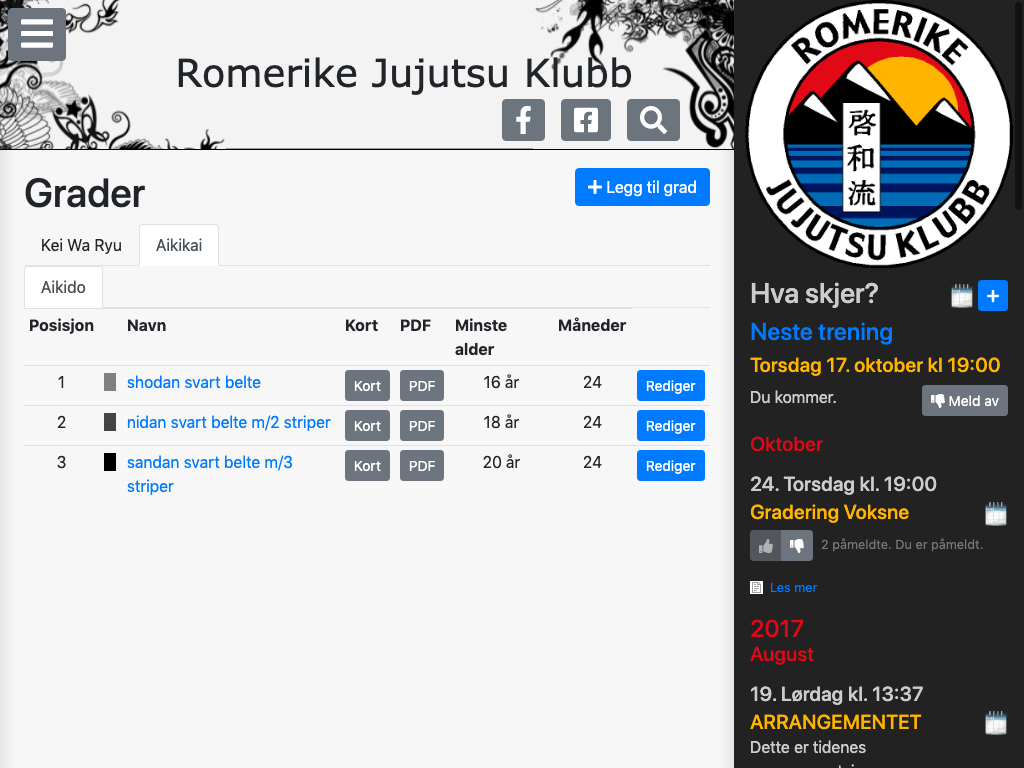 Romerike Jujutsu Klubb
Grader
Legg til grad
Kei Wa Ryu
Aikikai
Aikido
Posisjon Navn Kort PDF Minste alder Måneder
1 shodan svart belte Kort PDF 16 år 24 Rediger
2 nidan svart belte m/2 striper Kort PDF 18 år 24 Rediger
3 sandan svart belte m/3 striper Kort PDF 20 år 24 Rediger
ROMERIKE
啓和流
JUJUTSU KLUBB
Hva skjer?
Neste trening
Torsdag 17. oktober kl 19:00
Du kommer.
Meld av
Oktober
24. Torsdag kl. 19:00
Gradering Voksne
2 påmeldte. Du er påmeldt.
Les mer
2017
August
19. Lørdag kl. 13:37
ARRANGEMENTET
Dette er tidenes